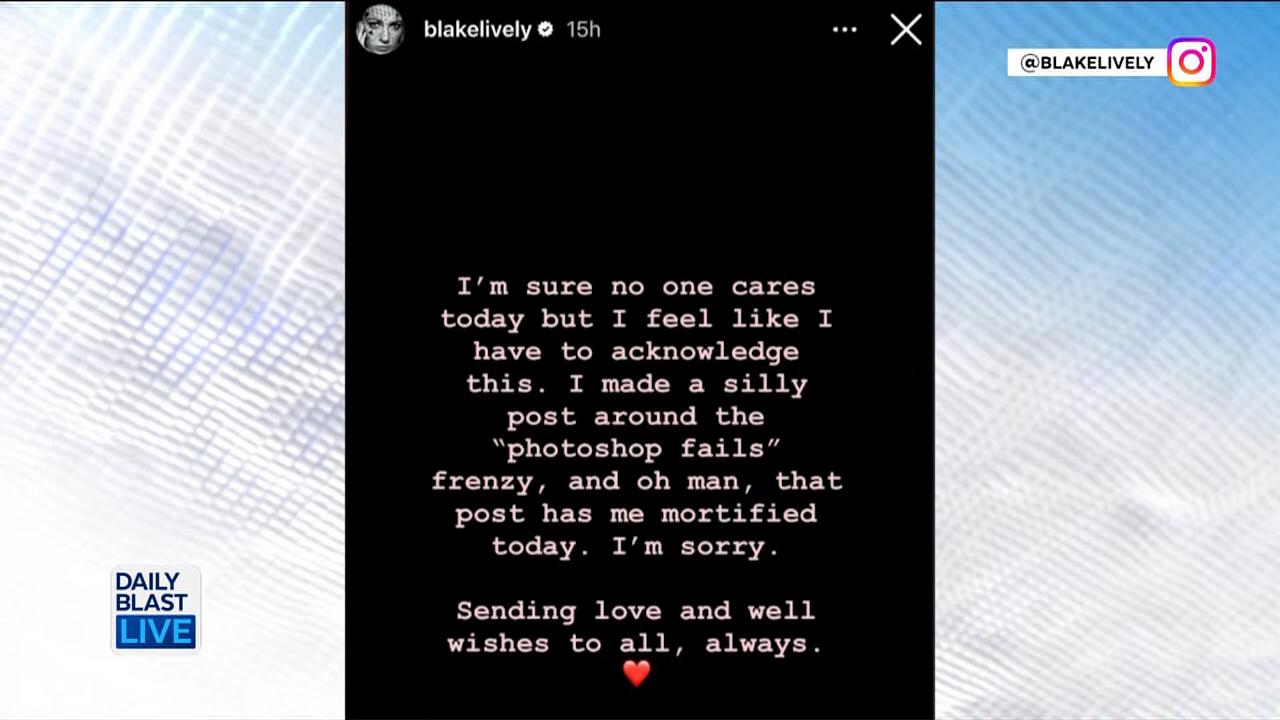 blakelively 15h
@BLAKELIVELY
I’m sure no one cares
today but I feel like I
have to acknowledge
this. I made a silly
post around the
“photoshop fails”
frenzy, and oh man, that
post has me mortified
today. I’m sorry.
Sending love and well
wishes to all, always.
❤️
DAILY
BLAST
LIVE